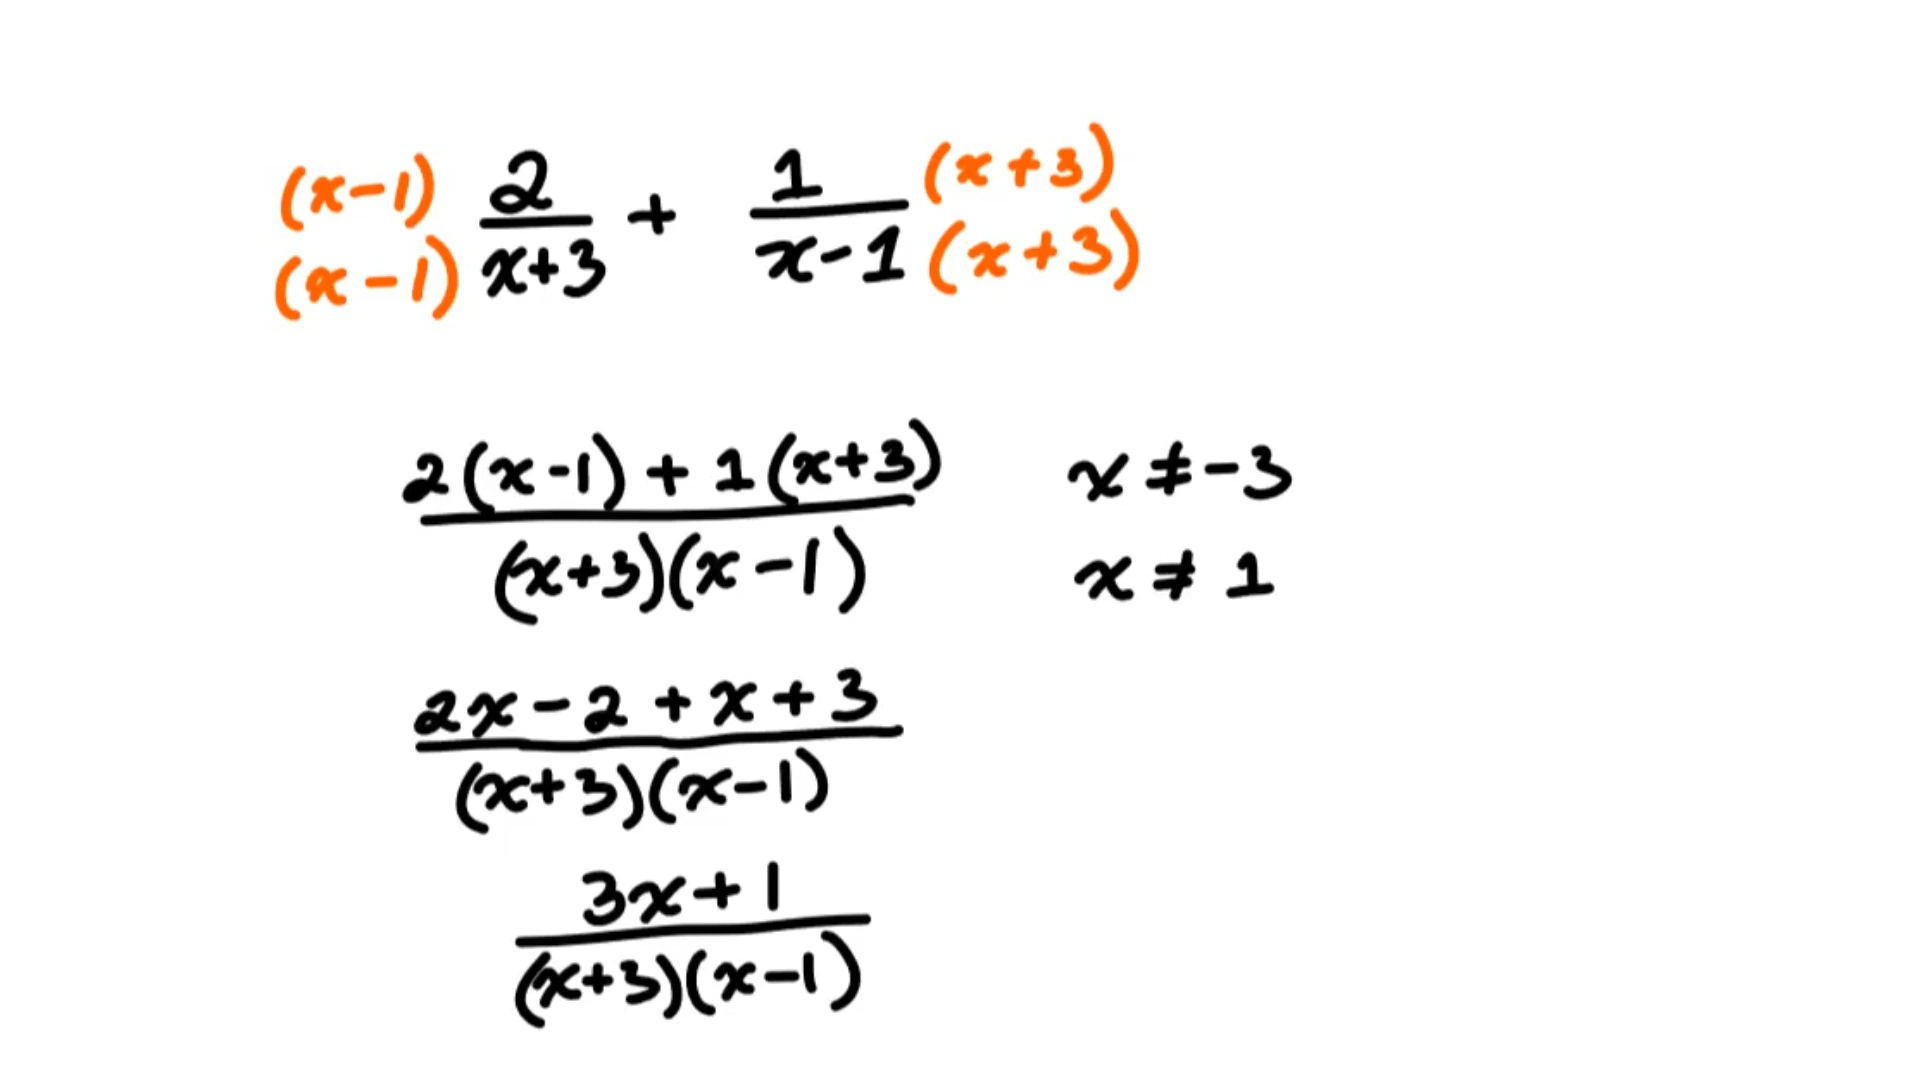 (x-1) 2 + 1 (x+3)
(x-1) x+3 x-1 (x+3)
2(x-1) + 1(x+3) x ≠ -3
(x+3)(x-1) x ≠ 1
2x - 2 + x + 3
(x+3)(x-1)
3x + 1
(x+3)(x-1)